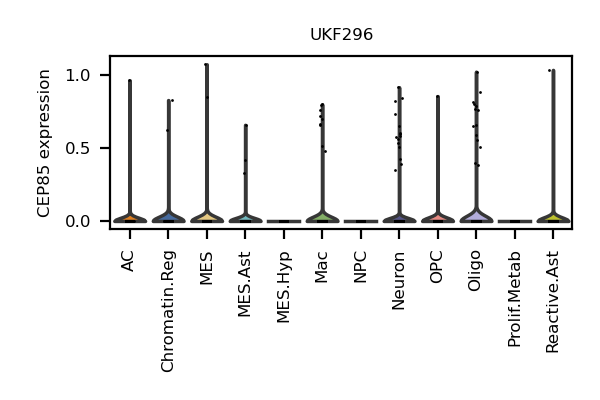 UKF296
CEP85 expression
1.0
0.5
0.0
AC
Chromatin.Reg
MES
MES.Ast
MES.Hyp
Mac
NPC
Neuron
OPC
Oligo
Prolif.Metab
Reactive.Ast